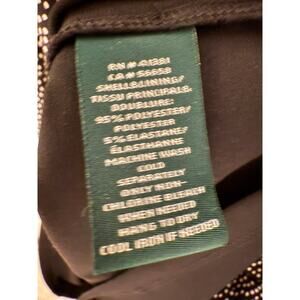 RN # 41381
CA # 56658
SHELL&LINING/
TISSU PRINCIPALE.
DOUBLURE:
95% POLYESTER/
POLYESTER
5% ELASTANE/
ÉLASTHANNE
MACHINE WASH
COLD
SEPARATELY
ONLY NON-
CHLORINE BLEACH
WHEN NEEDED
HANG TO DRY
COOL IRON IF NEEDED